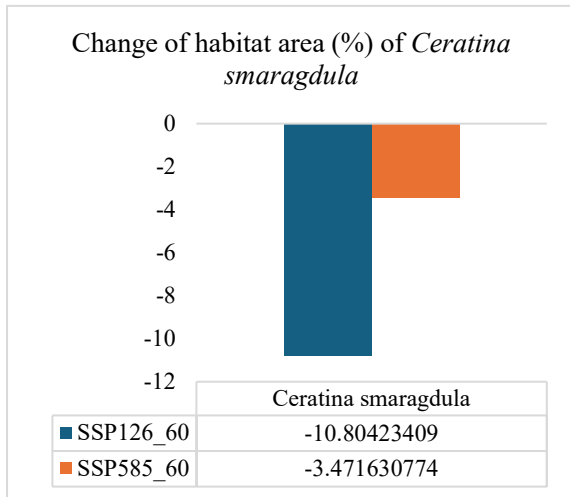 Change of habitat area (%) of Ceratina
smaragdula
0
-2
-4
-6
-8
-10
-12
Ceratina smaragdula
SSP126_60 -10.80423409
SSP585_60 -3.471630774